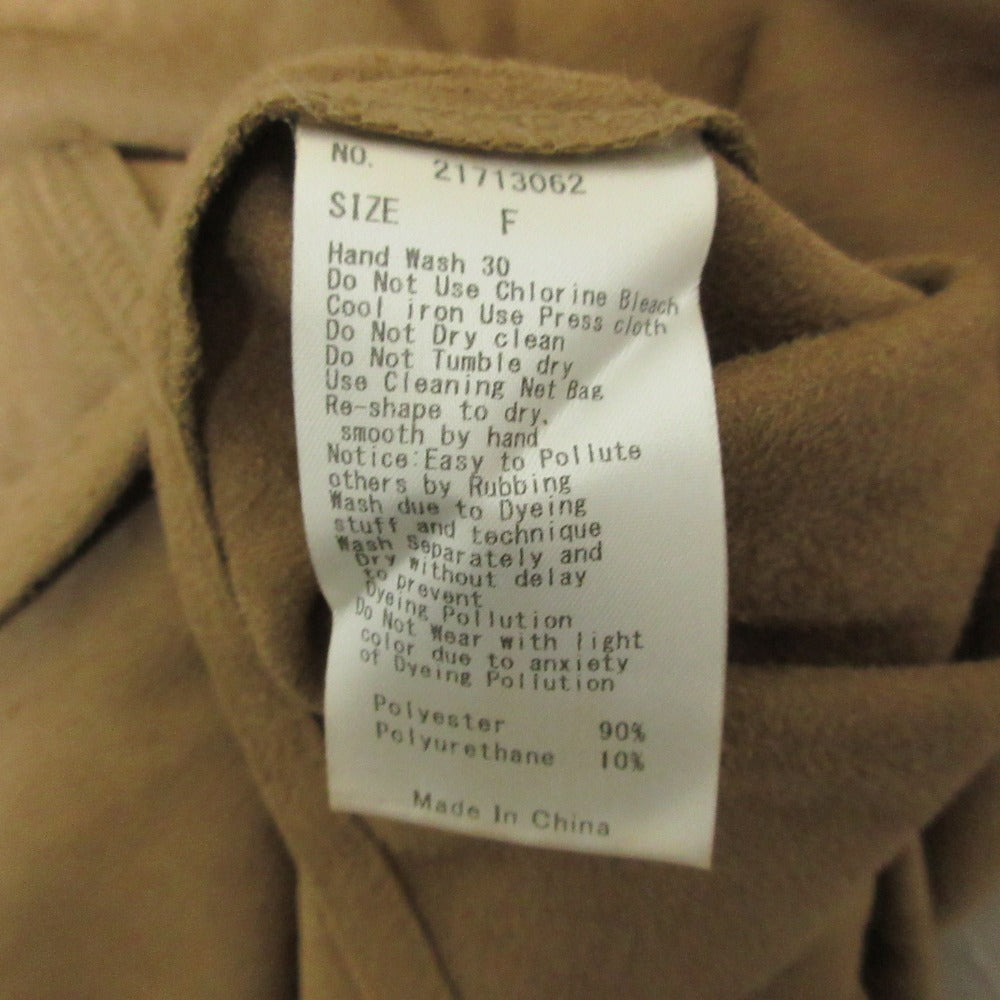 NO. 21713062
SIZE F
Hand Wash 30
Do Not Use Chlorine Bleach
Cool iron Use Press cloth
Do Not Dry clean
Do Not Tumble dry
Use Cleaning Net Bag
Re-shape to dry,
smooth by hand
Notice:Easy to Pollute
others by Rubbing
Wash due to Dyeing
stuff and technique
Wash Separately and
Dry without delay
to prevent
Dyeing Pollution
Do Not Wear with light
color due to anxiety
of Dyeing Pollution
Polyester 90%
Polyurethane 10%
Made In China